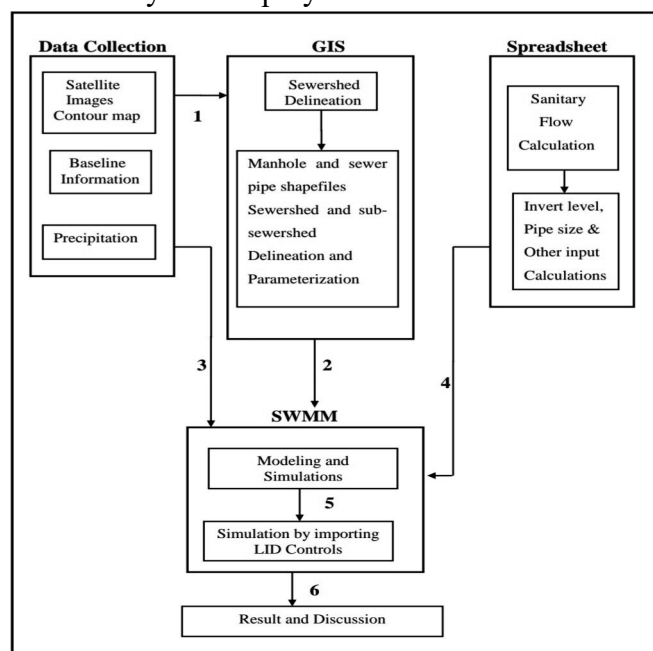 Data Collection
Satellite
Images
Contour map
Baseline
Information
Precipitation
1
GIS
Sewershed
Delineation
Manhole and sewer
pipe shapefiles
Sewershed and sub-
sewershed
Delineation and
Parameterization
Spreadsheet
Sanitary
Flow
Calculation
Invert level,
Pipe size &
Other input
Calculations
3
2
4
SWMM
Modeling and
Simulations
5
Simulation by importing
LID Controls
6
Result and Discussion